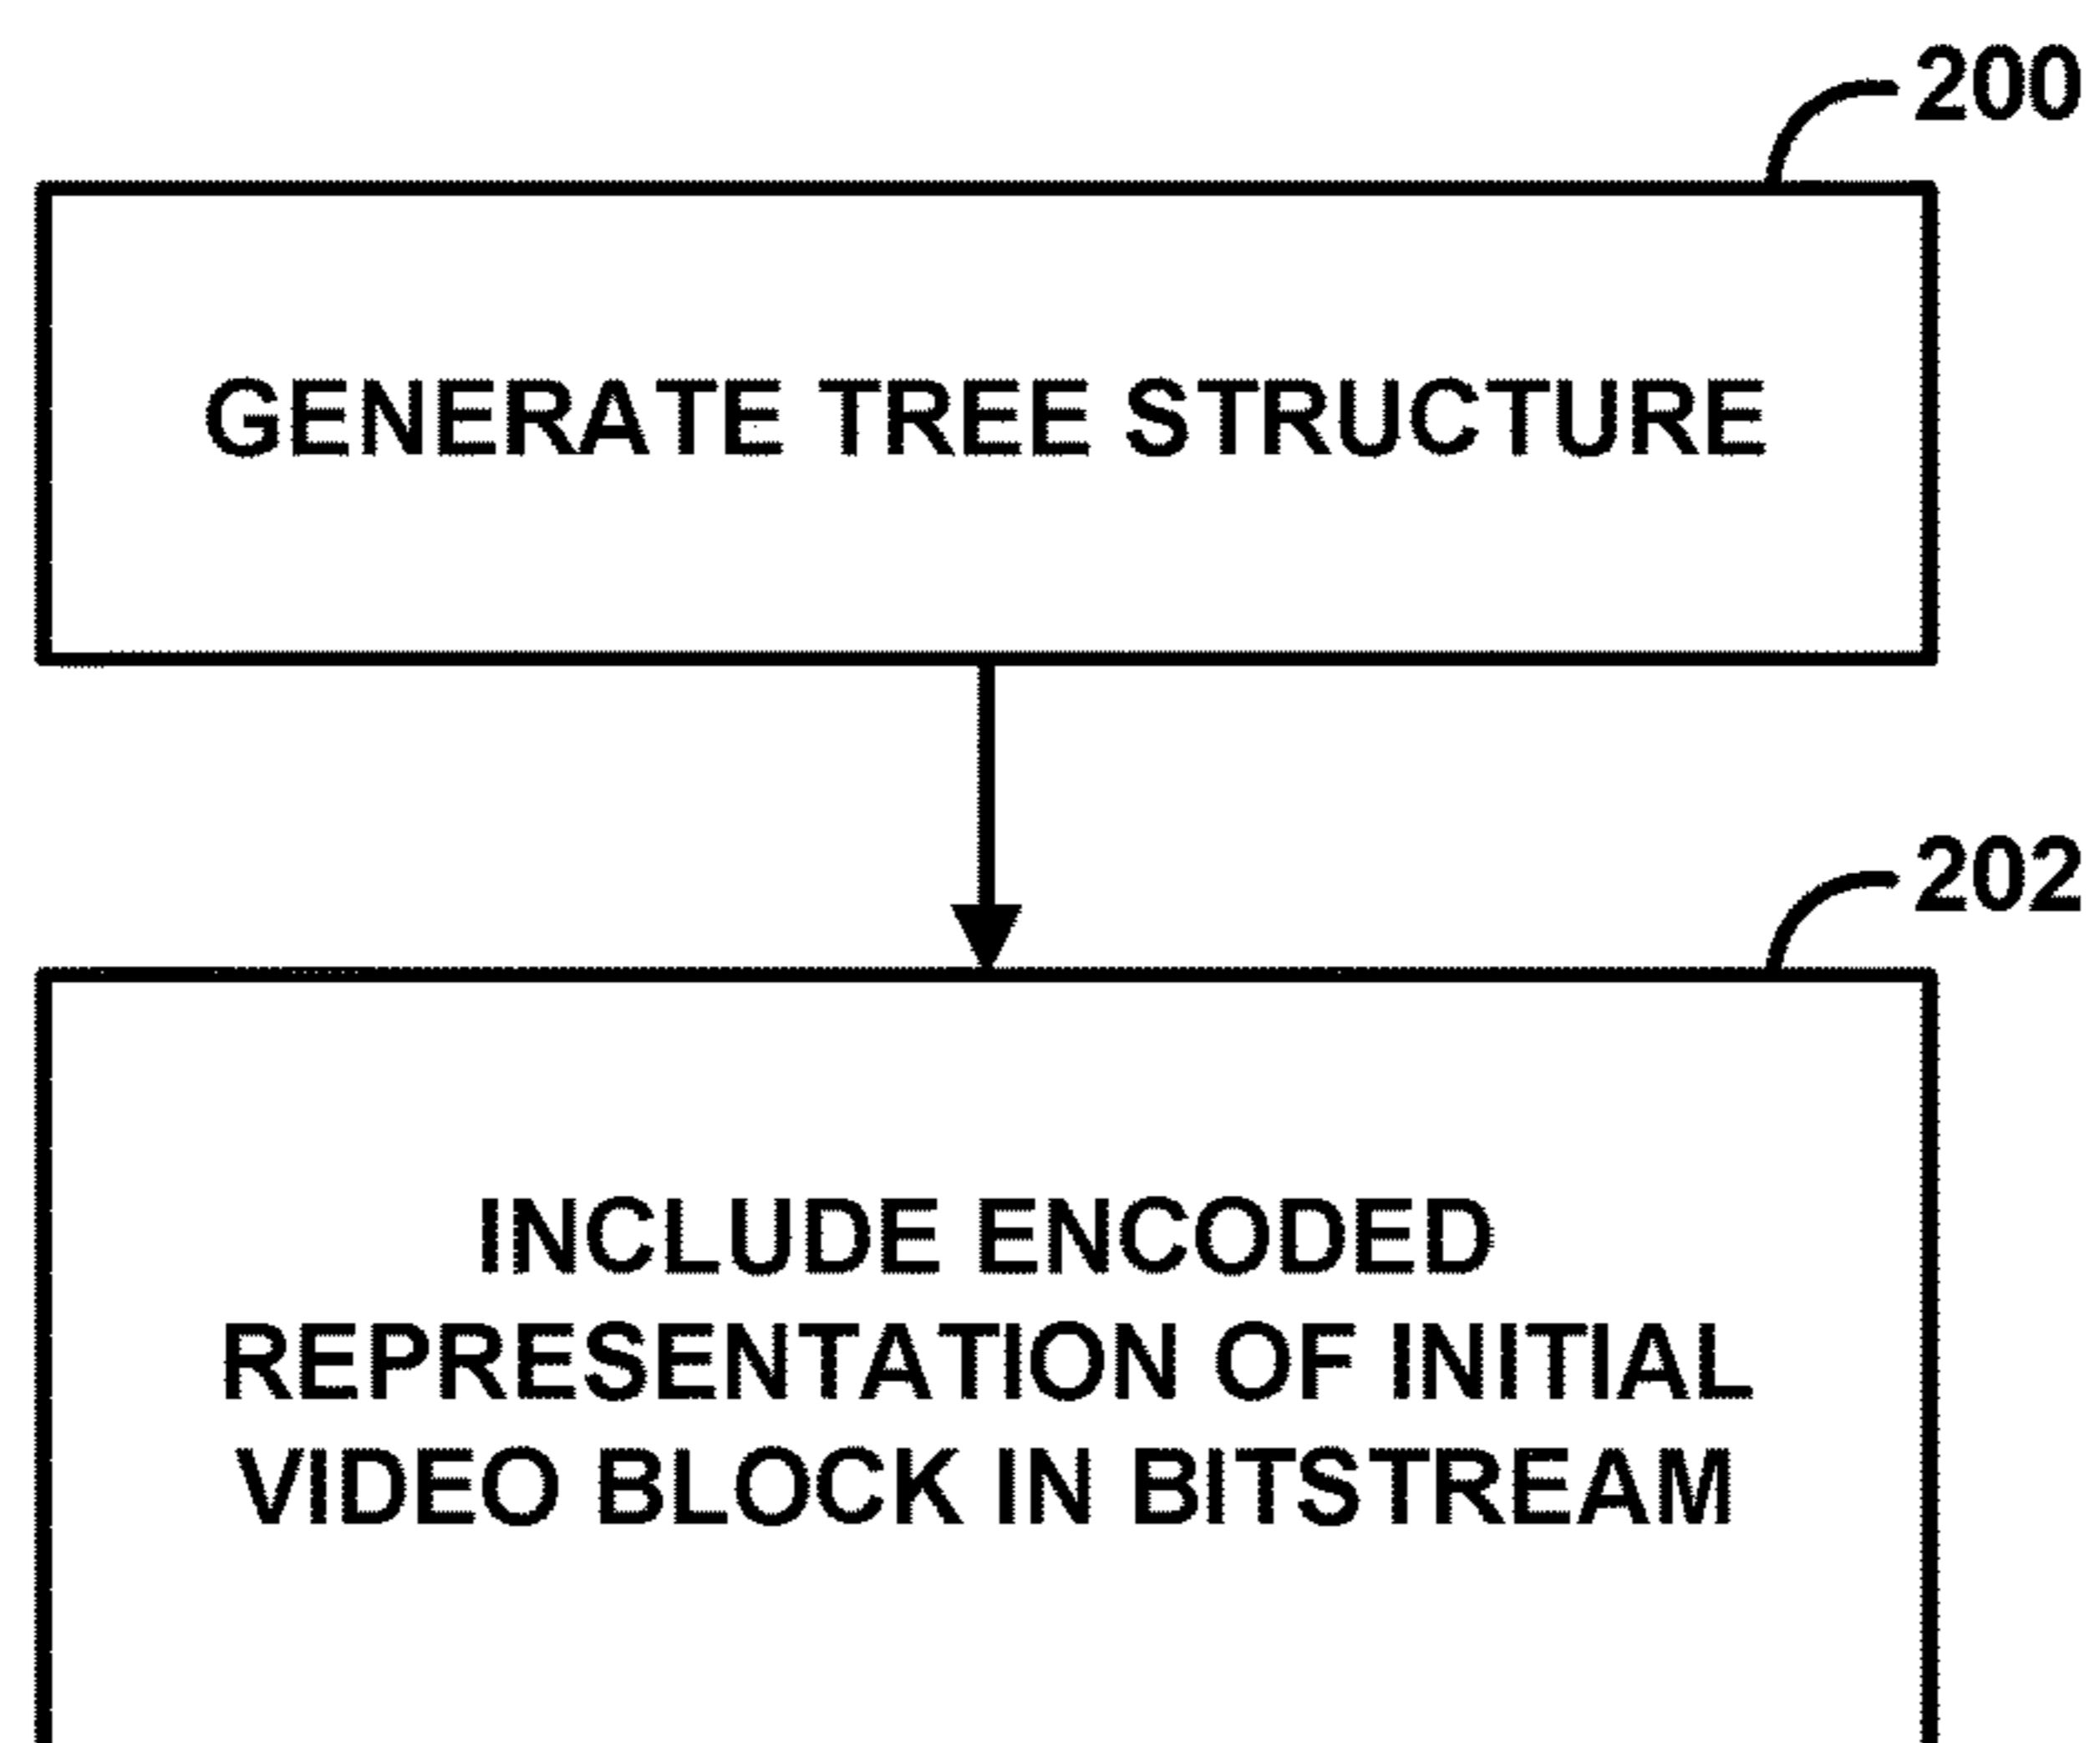 200
GENERATE TREE STRUCTURE
202
INCLUDE ENCODED
REPRESENTATION OF INITIAL
VIDEO BLOCK IN BITSTREAM